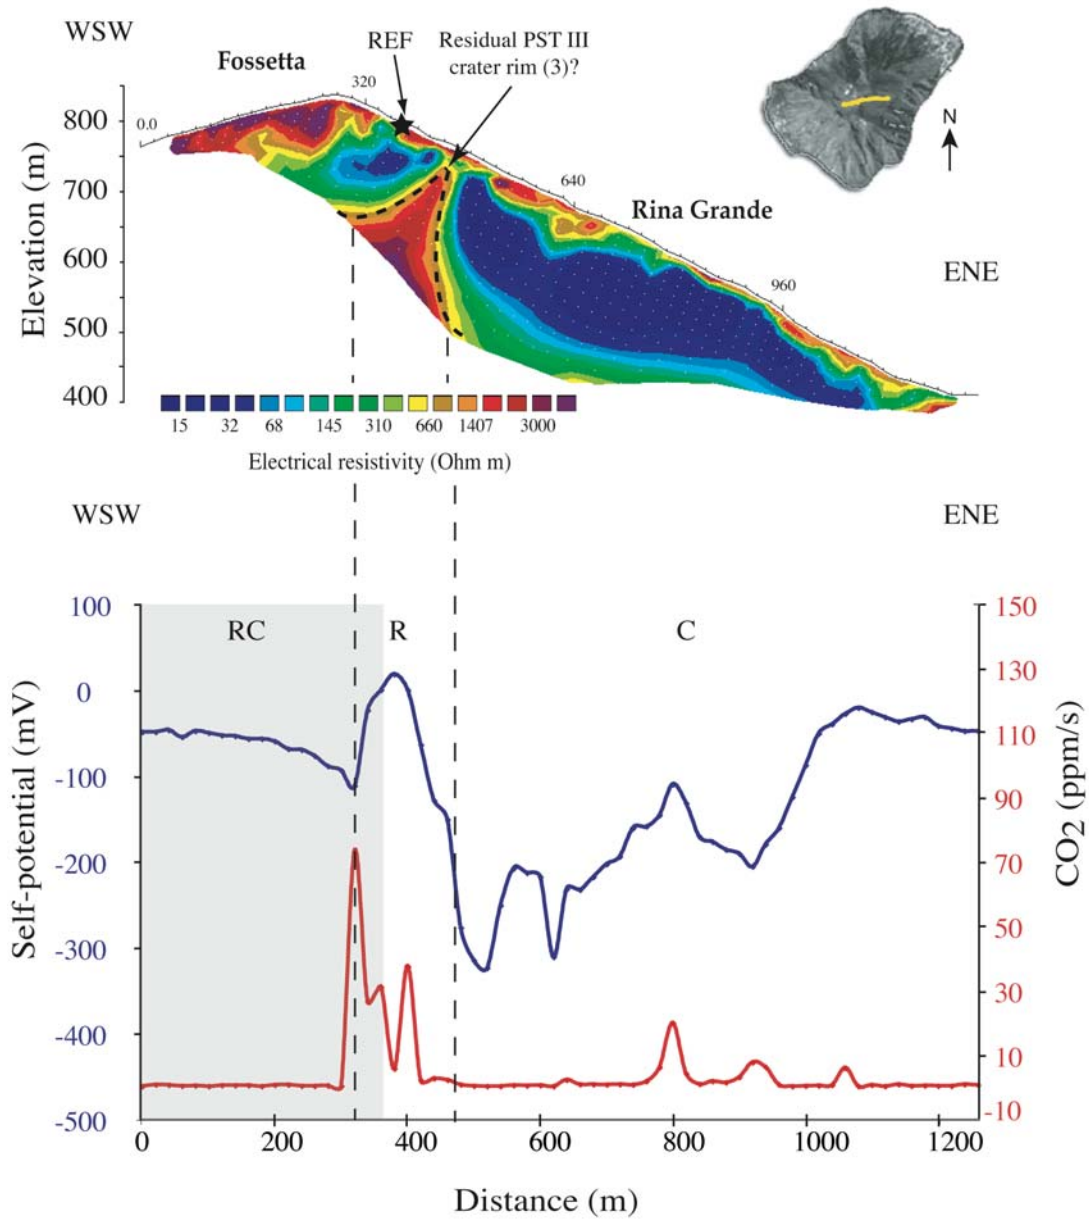 WSW
REF
Residual PST III
crater rim (3)?
Fossetta
320
0.0
N
800
700
600
500
400
Elevation (m)
640
Rina Grande
ENE
960
15 32 68 145 310 660 1407 3000
Electrical resistivity (Ohm m)
WSW
ENE
100
0
-100
-200
-300
-400
-500
Self-potential (mV)
RC
R
C
150
130
110
90
70
50
30
10
-10
CO2 (ppm/s)
0 200 400 600 800 1000 1200
Distance (m)